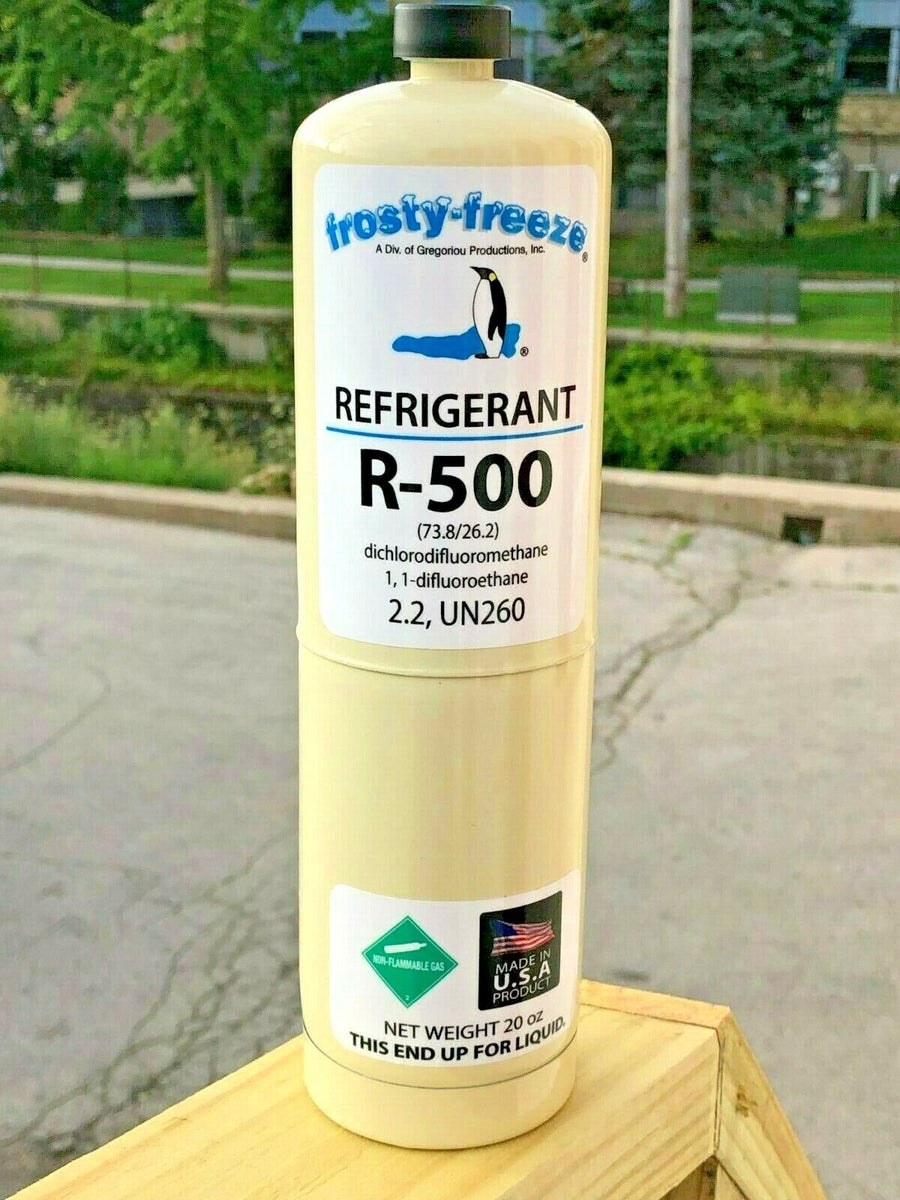 frosty-freeze®
A Div. of Gregoriou Productions, Inc.
®
REFRIGERANT
R-500
(73.8/26.2)
dichlorodifluoromethane
1, 1-difluoroethane
2.2, UN260
NON-FLAMMABLE GAS
2
MADE IN
U.S.A
PRODUCT
NET WEIGHT 20 oz
THIS END UP FOR LIQUID.